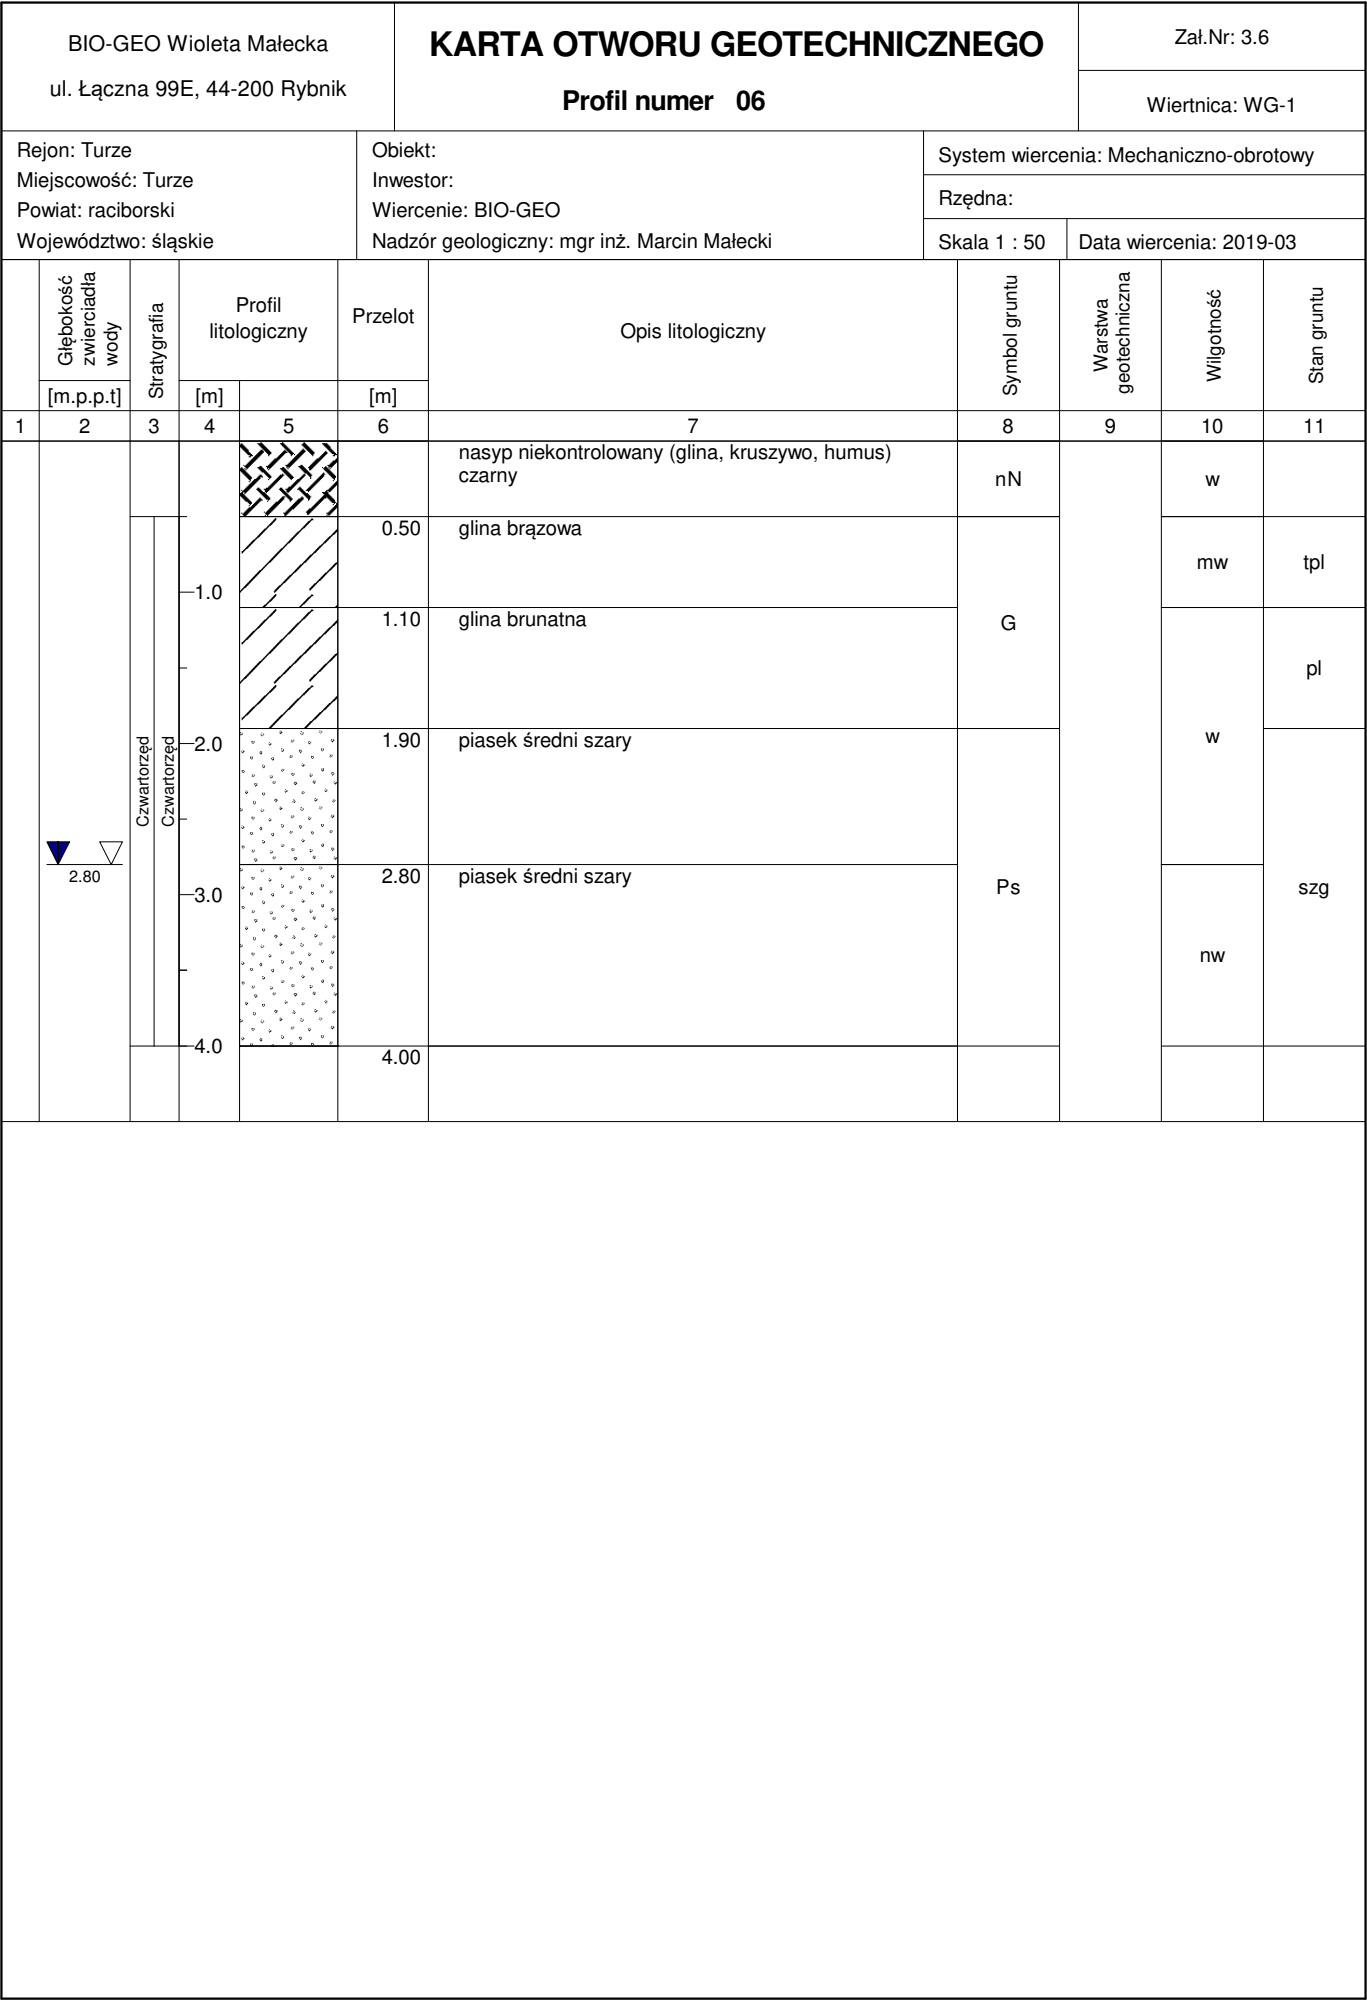 BIO-GEO Wioleta Małecka
ul. Łączna 99E, 44-200 Rybnik
KARTA OTWORU GEOTECHNICZNEGO
Profil numer 06
Zał.Nr: 3.6
Wiertnica: WG-1
Rejon: Turze
Miejscowość: Turze
Powiat: raciborski
Województwo: śląskie
Obiekt:
Inwestor:
Wiercenie: BIO-GEO
Nadzór geologiczny: mgr inż. Marcin Małecki
System wiercenia: Mechaniczno-obrotowy
Rzędna:
Skala 1 : 50
Data wiercenia: 2019-03
Głębokość
zwierciadła
wody
[m.p.p.t]
Stratygrafia
Profil
litologiczny
[m]
Przelot
[m]
Opis litologiczny
Symbol gruntu
Warstwa
geotechniczna
Wilgotność
Stan gruntu
1 2 3 4 5 6 7 8 9 10 11
nasyp niekontrolowany (glina, kruszywo, humus)
czarny
nN
w
0.50 glina brązowa
mw
tpl
1.0
1.10 glina brunatna
G
pl
w
1.90 piasek średni szary
2.0
Czwartorzęd
Czwartorzęd
2.80
2.80 piasek średni szary
3.0
Ps
szg
nw
4.0
4.00